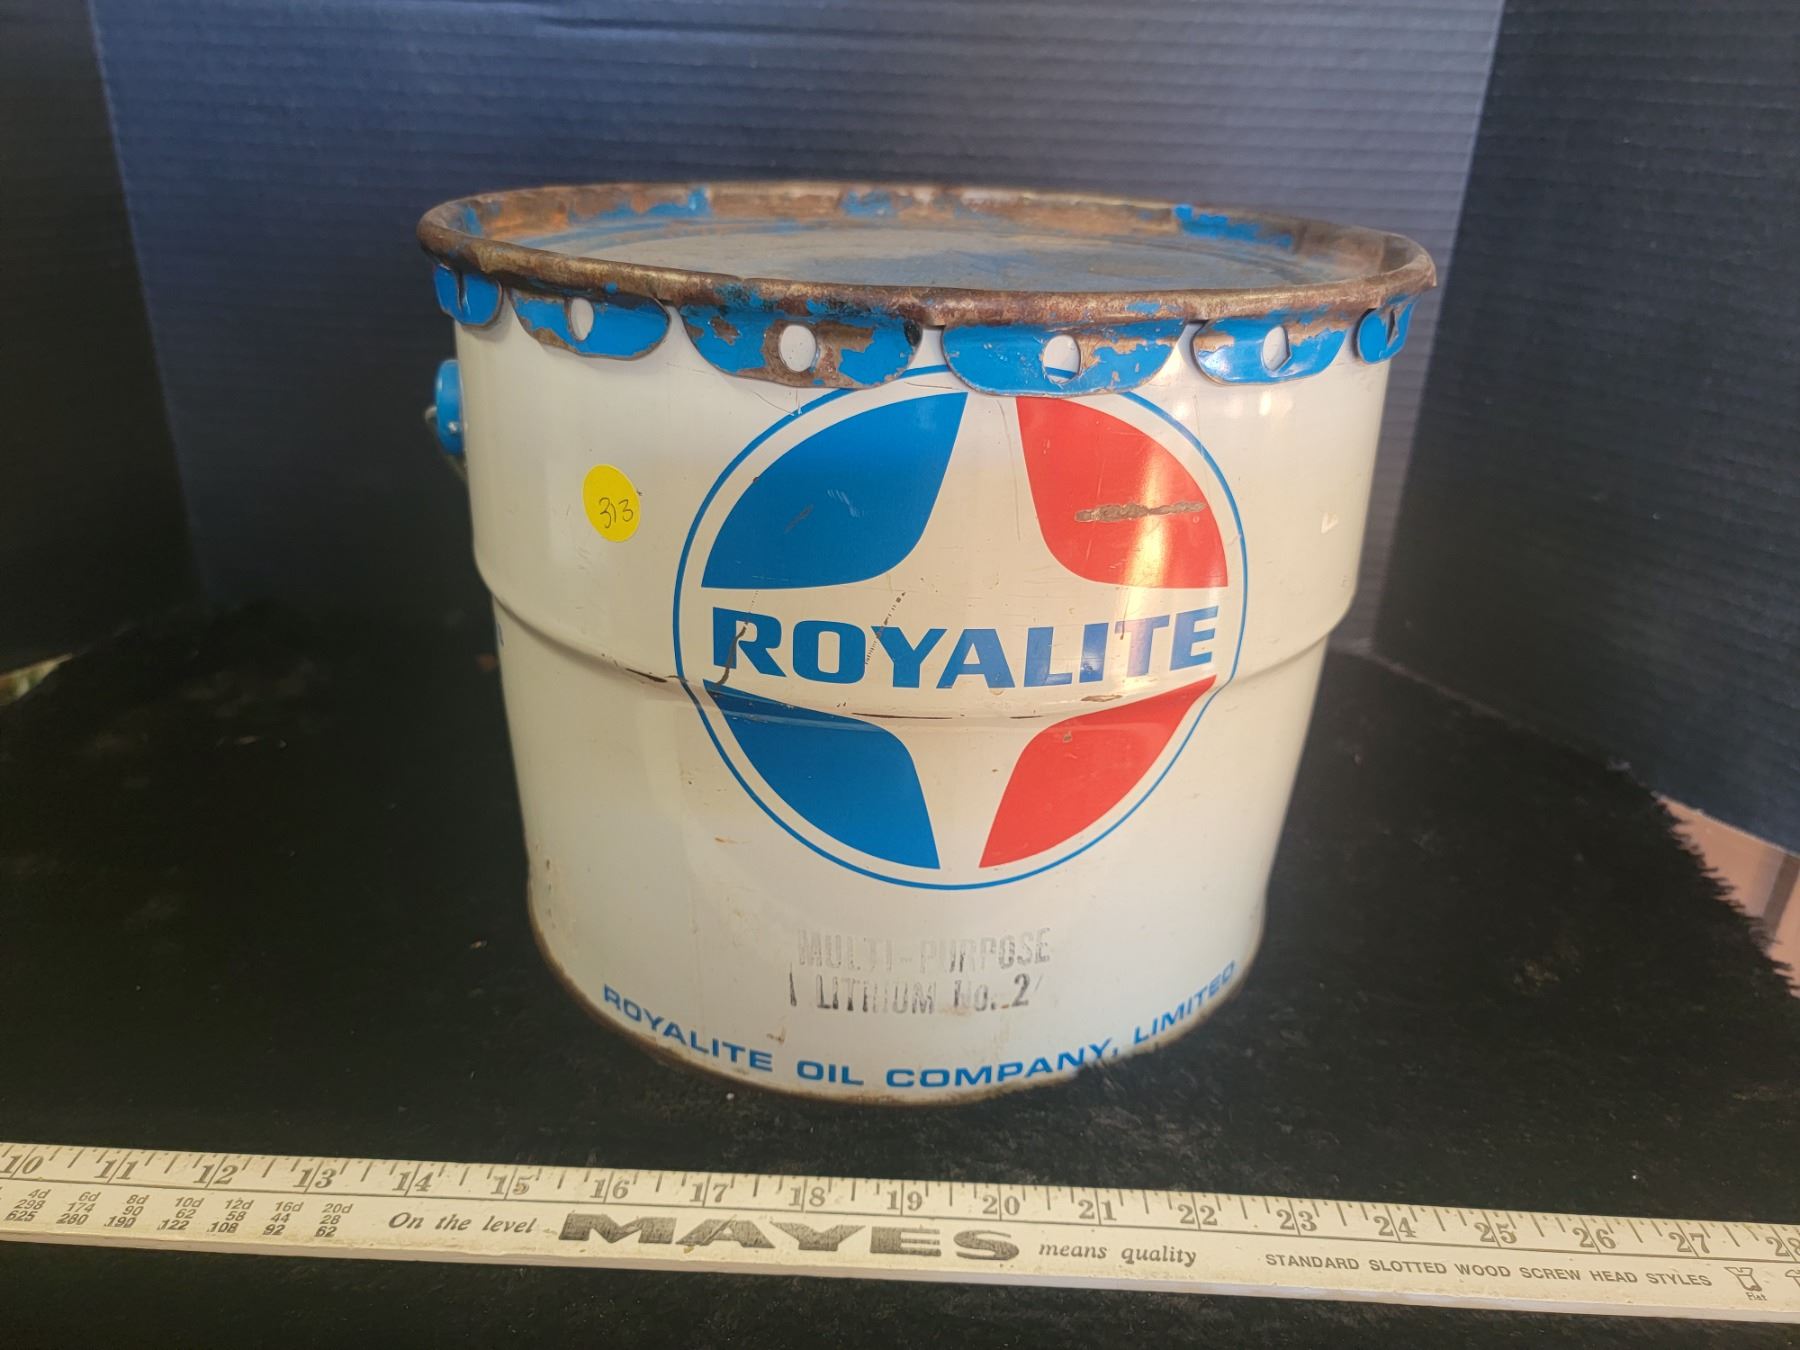 313
ROYALITE
MULTI-PURPOSE
LITHIUM No. 2
ROYALITE OIL COMPANY, LIMITED
10 11 12 13 14 15 16 17 18 19 20 21 22 23 24 25 26 27 28
4d 6d 8d 10d 12d 16d 20d
298 174 90 62 58 44 28
625 280 .190 .122 .108 92 62
On the level MAYES means quality STANDARD SLOTTED WOOD SCREW HEAD STYLES
Flat